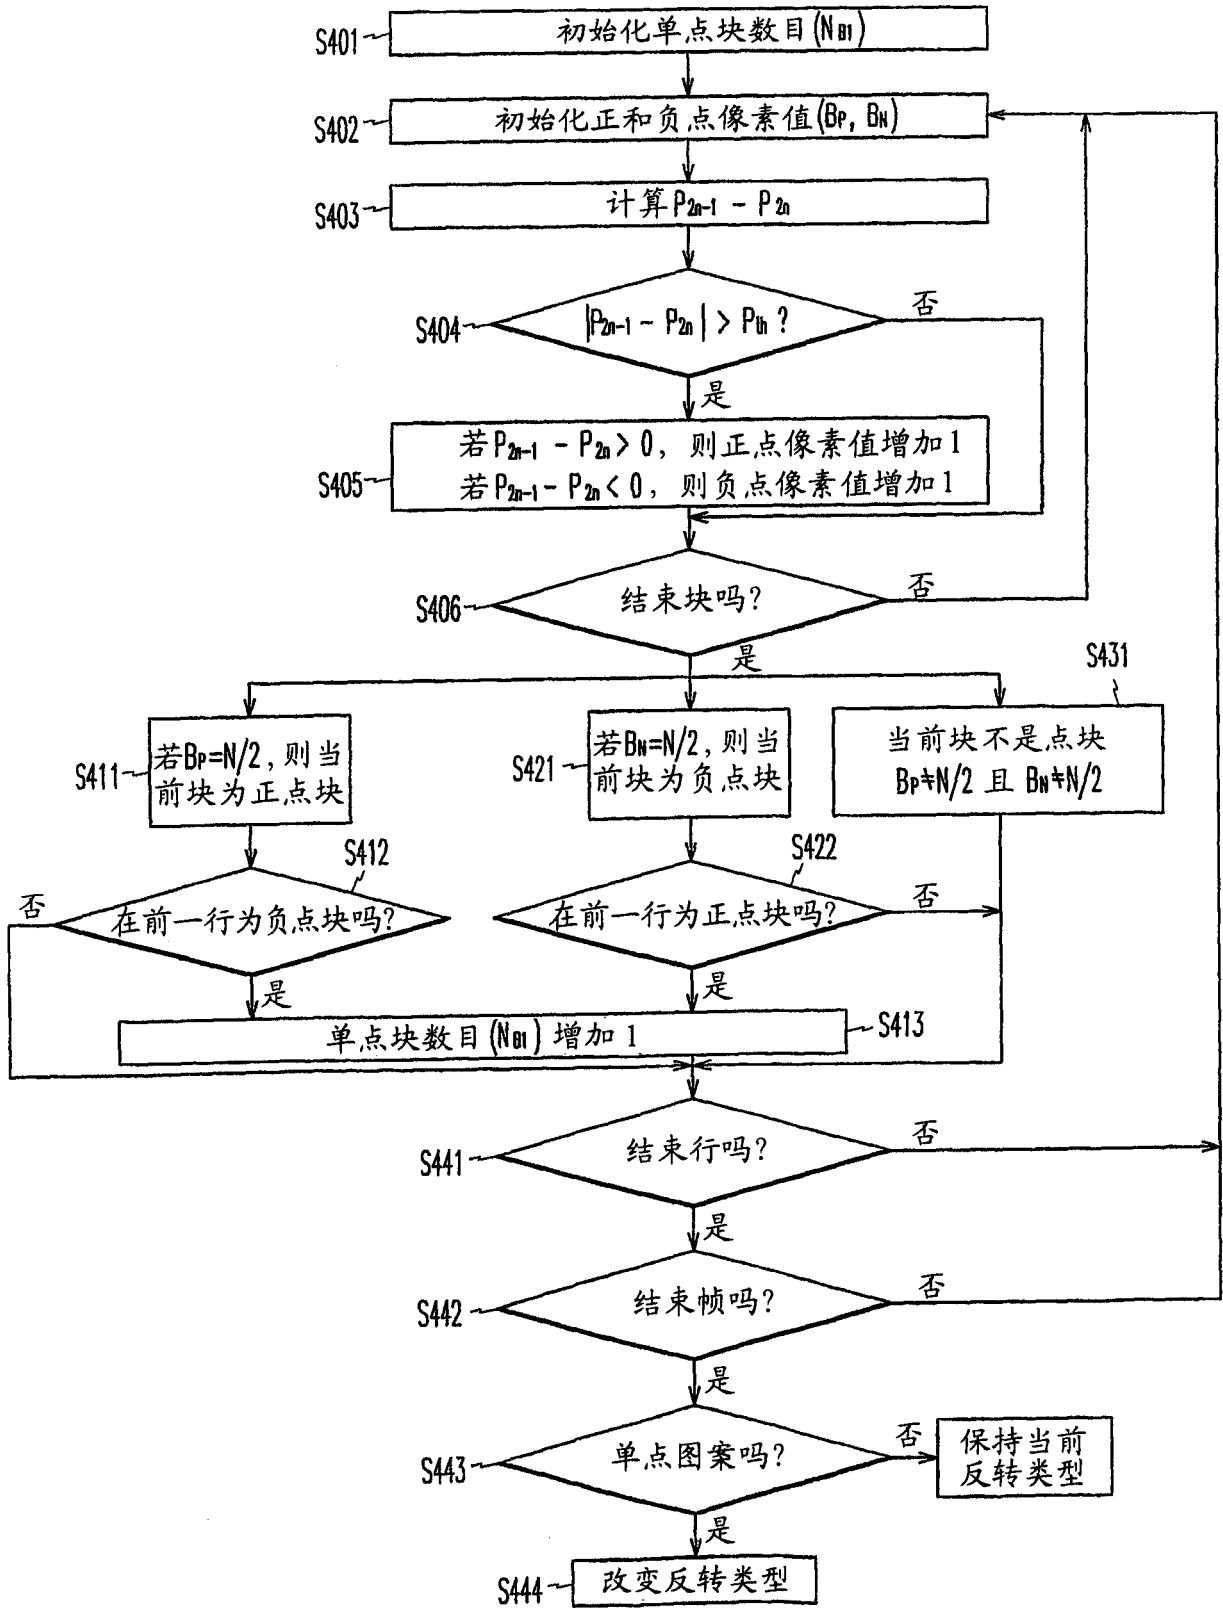 S401
初始化单点块数目(NB1)
S402
初始化正和负点像素值(BP, BN)
S403
计算P2n-1 - P2n
S404
|P2n-1 - P2n| > Pth ?
否
是
S405
若P2n-1 - P2n > 0, 则正点像素值增加1
若P2n-1 - P2n < 0, 则负点像素值增加1
S406
结束块吗?
否
是
S411
若BP=N/2, 则当
前块为正点块
S421
若BN=N/2, 则当
前块为负点块
S431
当前块不是点块
BP≠N/2 且 BN≠N/2
S412
否
在前一行为负点块吗?
是
S422
在前一行为正点块吗?
否
是
单点块数目(NB1) 增加 1
S413
S441
结束行吗?
否
是
S442
结束帧吗?
否
是
S443
单点图案吗?
否
保持当前
反转类型
是
S444
改变反转类型